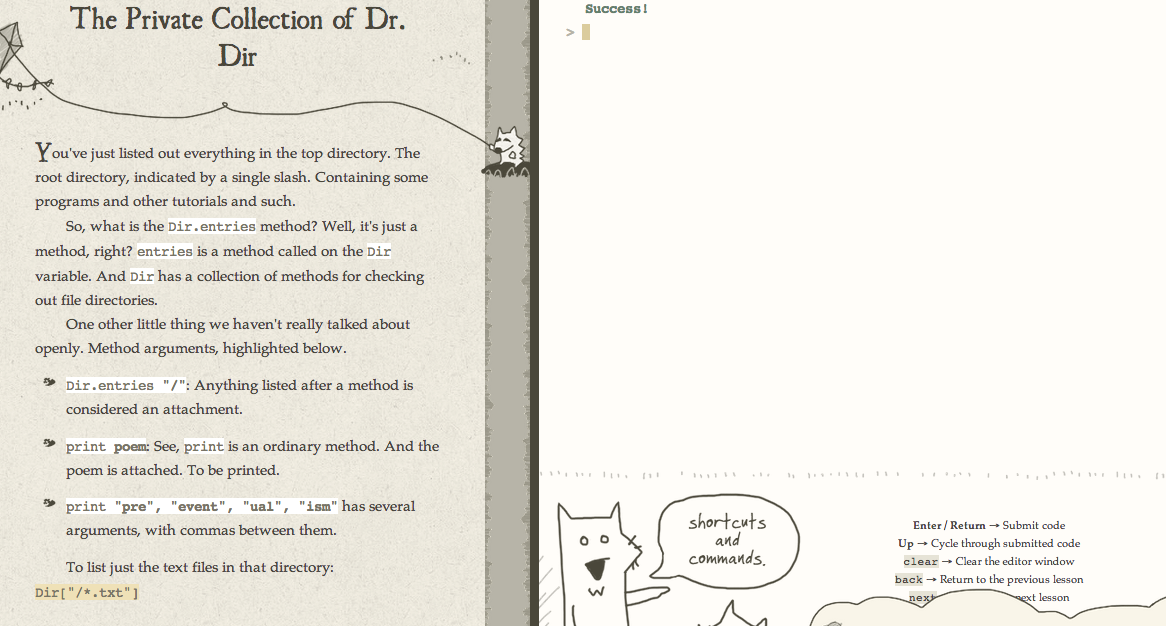 The Private Collection of Dr.
Dir
You've just listed out everything in the top directory. The
root directory, indicated by a single slash. Containing some
programs and other tutorials and such.
So, what is the Dir.entries method? Well, it's just a
method, right? entries is a method called on the Dir
variable. And Dir has a collection of methods for checking
out file directories.
One other little thing we haven't really talked about
openly. Method arguments, highlighted below.
Dir.entries "/": Anything listed after a method is
considered an attachment.
print poem: See, print is an ordinary method. And the
poem is attached. To be printed.
print "pre", "event", "ual", "ism" has several
arguments, with commas between them.
To list just the text files in that directory:
Dir["/*.txt"]
Success!
>
shortcuts
and
commands.
Enter / Return → Submit code
Up → Cycle through submitted code
clear → Clear the editor window
back → Return to the previous lesson
next
next lesson